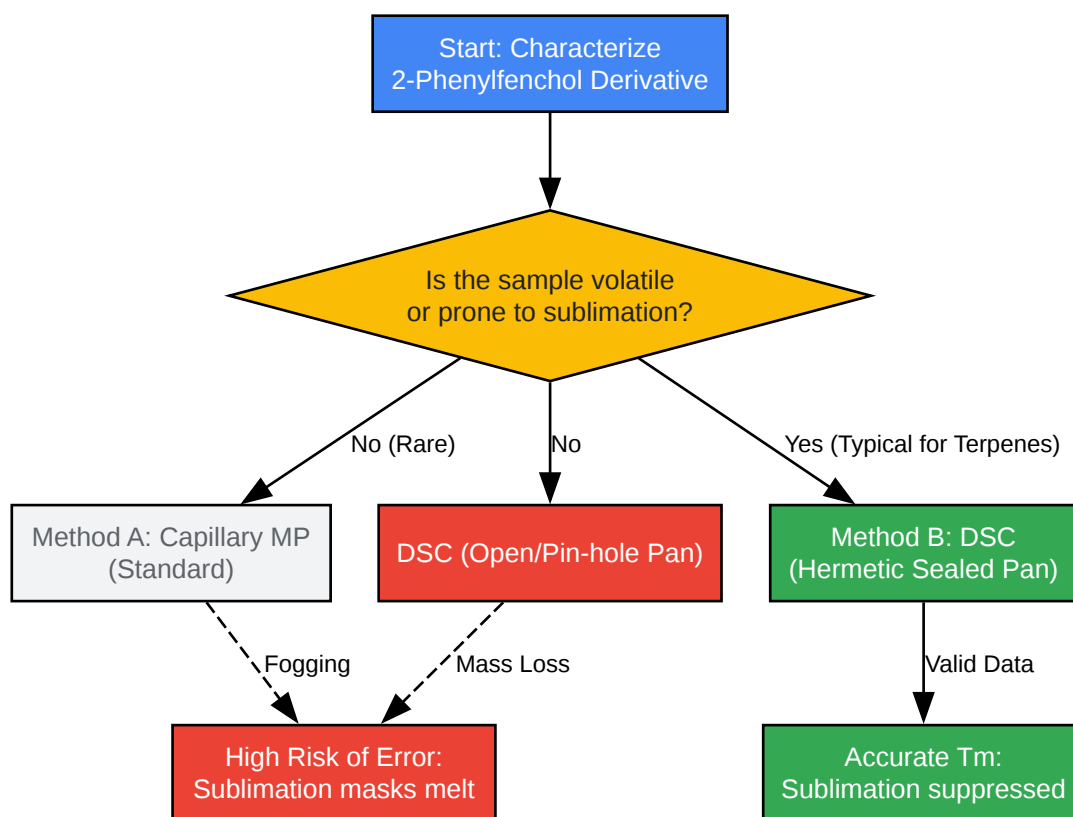 Start: Characterize
2-Phenylfenchol Derivative
Is the sample volatile
or prone to sublimation?
No (Rare)
No
Yes (Typical for Terpenes)
Method A: Capillary MP
(Standard)
DSC (Open/Pin-hole Pan)
Method B: DSC
(Hermetic Sealed Pan)
Fogging
Mass Loss
Valid Data
High Risk of Error:
Sublimation masks melt
Accurate Tm:
Sublimation suppressed